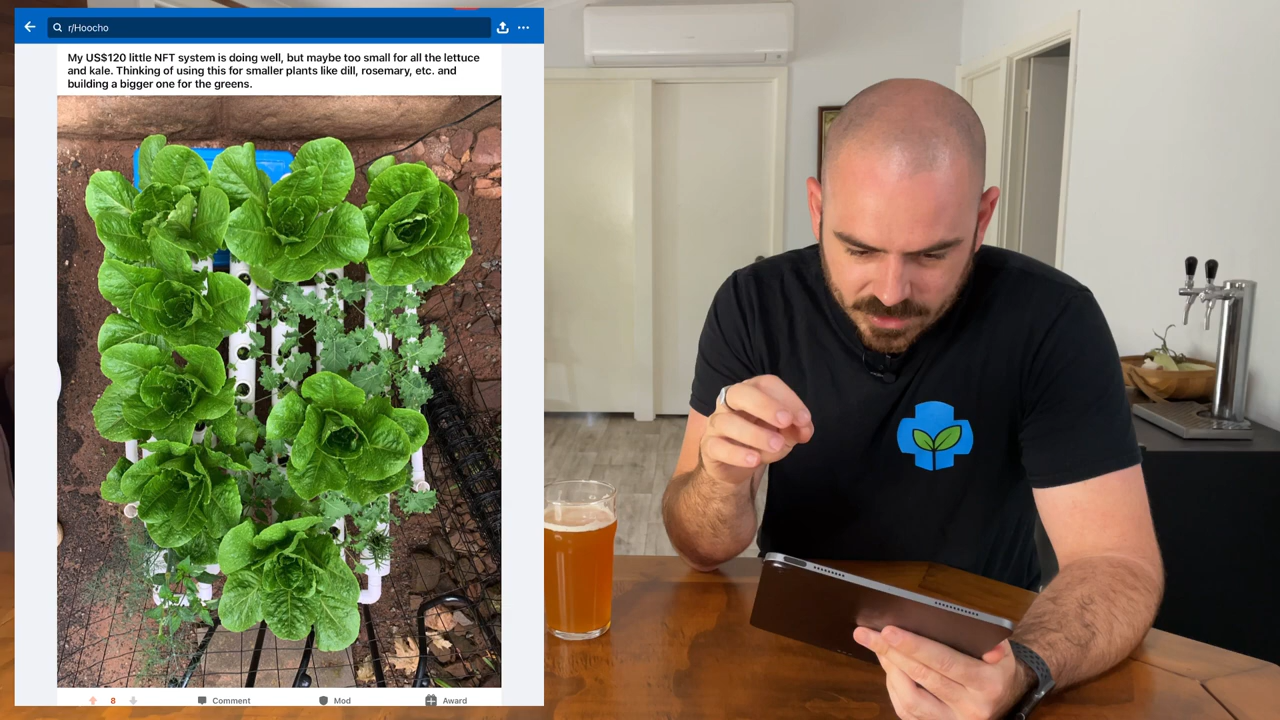 r/Hoocho
My US$120 little NFT system is doing well, but maybe too small for all the lettuce
and kale. Thinking of using this for smaller plants like dill, rosemary, etc. and
building a bigger one for the greens.
8
Comment
Mod
Award